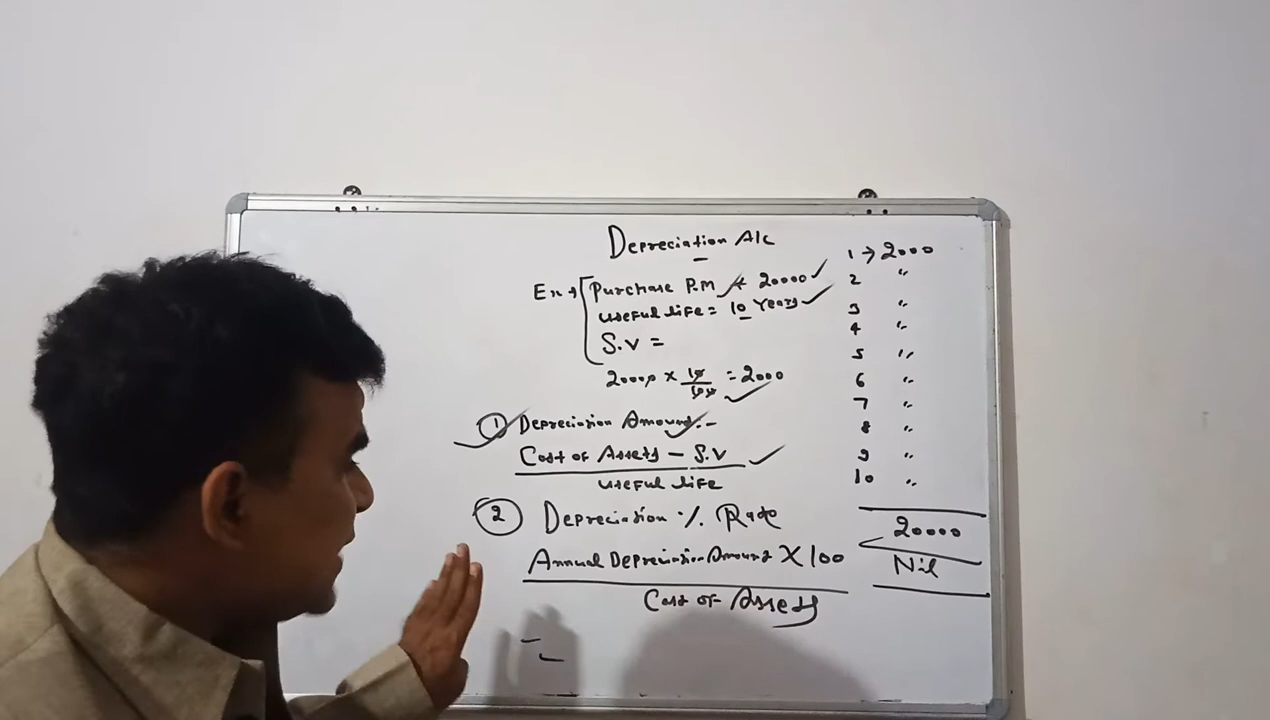 Depreciation A/c
Ex → Purchase P.M 20000 ✓
useful life = 10 Years ✓
S.V =
20000 × 10/100 = 2000 ✓
① Depreciation Amount:-
Cost of Assets - S.V ✓
useful life
② Depreciation % Rate
Annual Depreciation Amount X 100
Cost of Assets
1 → 2000
2 "
3 "
4 "
5 "
6 "
7 "
8 "
9 "
10 "
20000
Nil